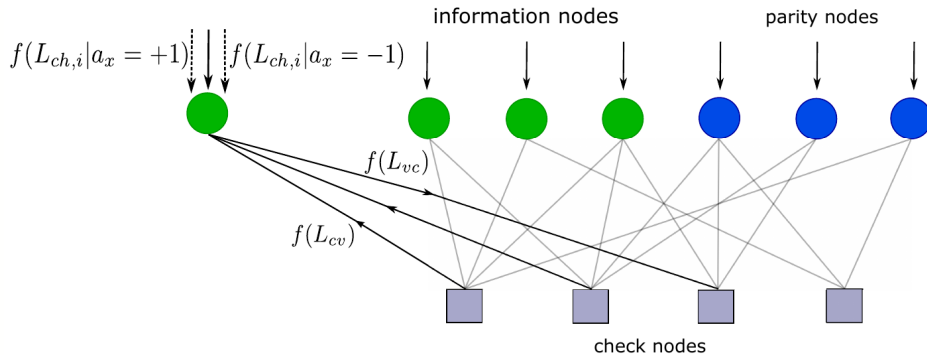 information nodes
parity nodes
f(L_{ch,i}|a_x = +1)
f(L_{ch,i}|a_x = −1)
f(L_{vc})
f(L_{cv})
check nodes